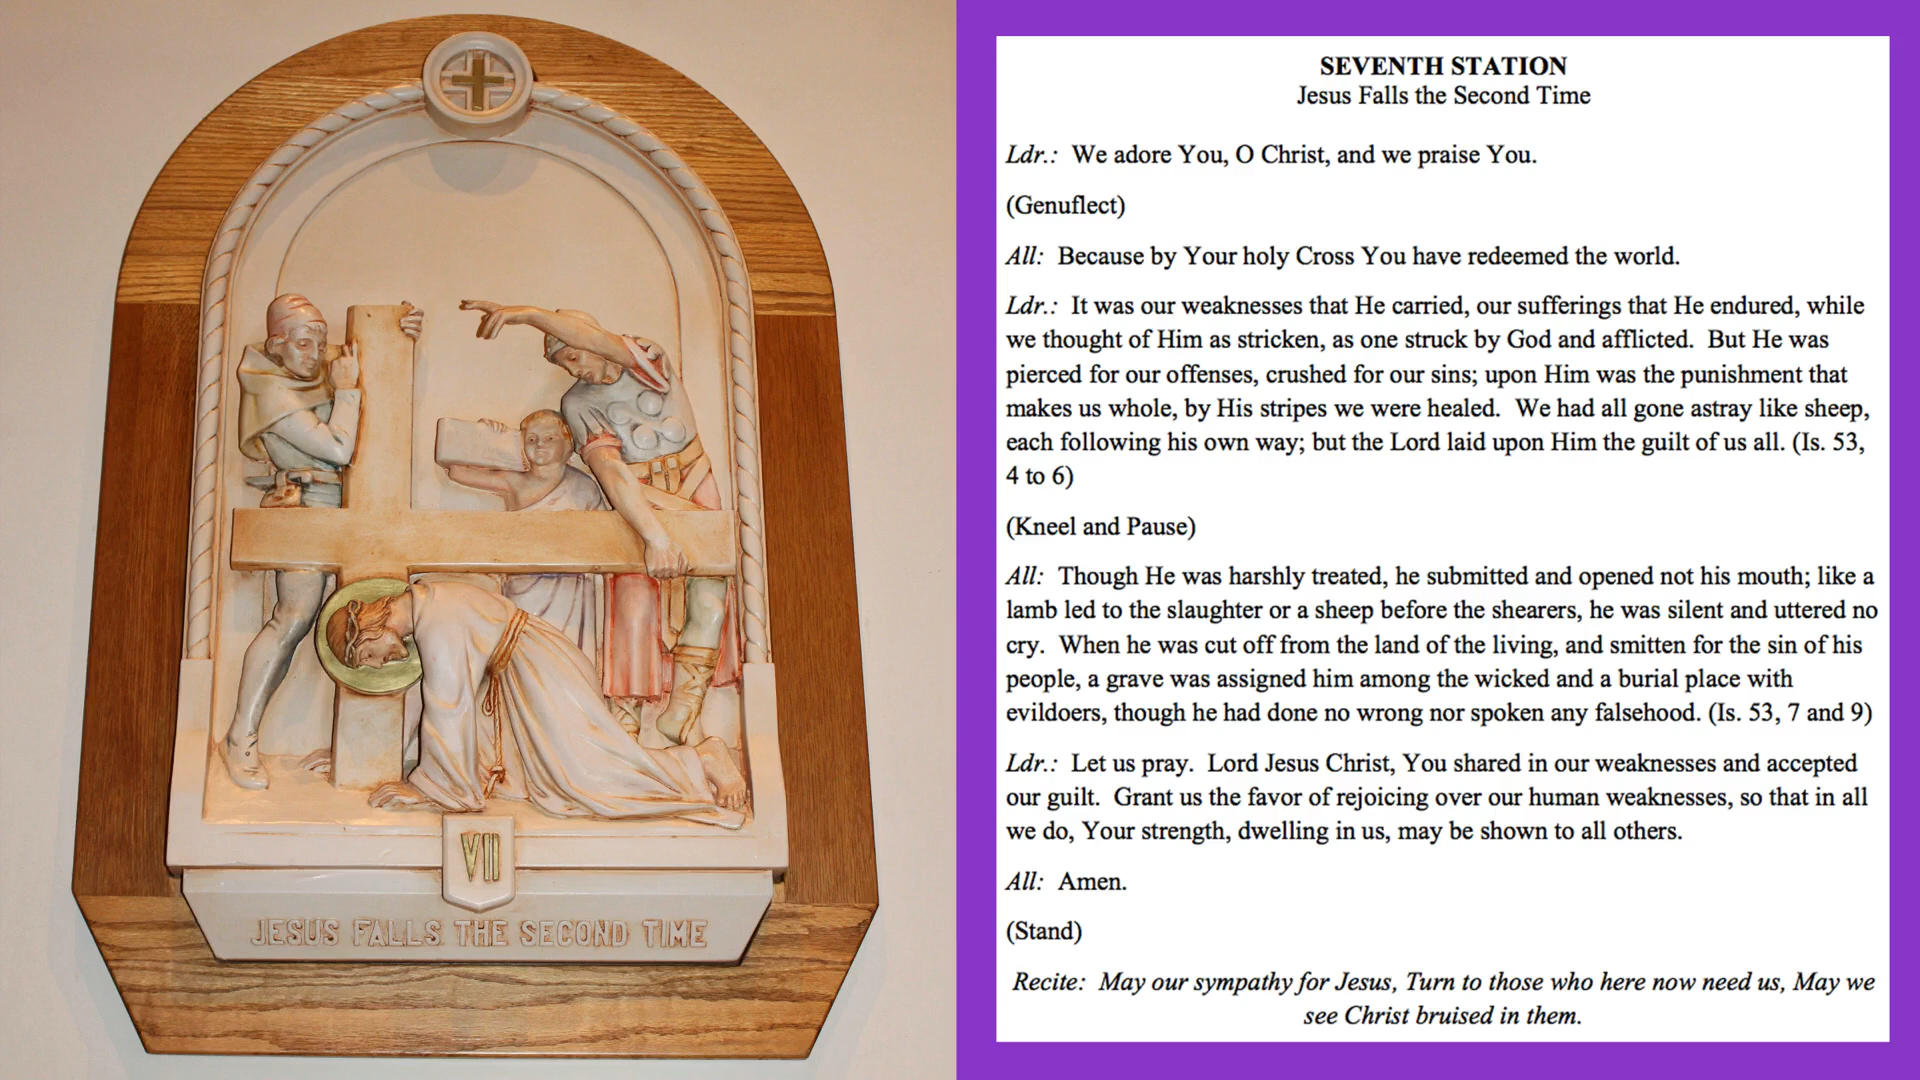 VII
JESUS FALLS THE SECOND TIME
SEVENTH STATION
Jesus Falls the Second Time
Ldr.: We adore You, O Christ, and we praise You.
(Genuflect)
All: Because by Your holy Cross You have redeemed the world.
Ldr.: It was our weaknesses that He carried, our sufferings that He endured, while
we thought of Him as stricken, as one struck by God and afflicted. But He was
pierced for our offenses, crushed for our sins; upon Him was the punishment that
makes us whole, by His stripes we were healed. We had all gone astray like sheep,
each following his own way; but the Lord laid upon Him the guilt of us all. (Is. 53,
4 to 6)
(Kneel and Pause)
All: Though He was harshly treated, he submitted and opened not his mouth; like a
lamb led to the slaughter or a sheep before the shearers, he was silent and uttered no
cry. When he was cut off from the land of the living, and smitten for the sin of his
people, a grave was assigned him among the wicked and a burial place with
evildoers, though he had done no wrong nor spoken any falsehood. (Is. 53, 7 and 9)
Ldr.: Let us pray. Lord Jesus Christ, You shared in our weaknesses and accepted
our guilt. Grant us the favor of rejoicing over our human weaknesses, so that in all
we do, Your strength, dwelling in us, may be shown to all others.
All: Amen.
(Stand)
Recite: May our sympathy for Jesus, Turn to those who here now need us, May we
see Christ bruised in them.